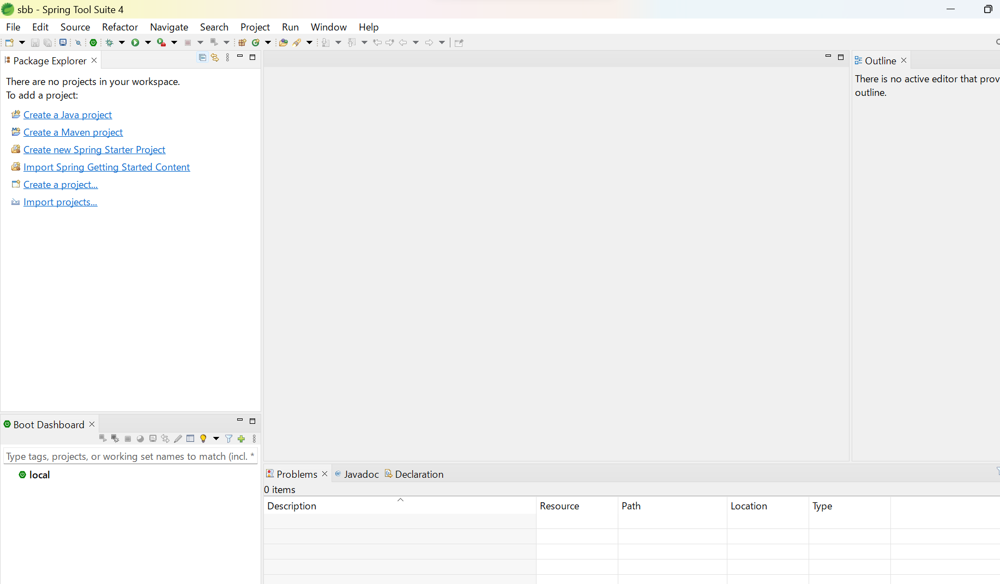 sbb - Spring Tool Suite 4
File Edit Source Refactor Navigate Search Project Run Window Help
Package Explorer
There are no projects in your workspace.
To add a project:
Create a Java project
Create a Maven project
Create new Spring Starter Project
Import Spring Getting Started Content
Create a project...
Import projects...
Outline
There is no active editor that prov
outline.
Boot Dashboard
Type tags, projects, or working set names to match (incl. *
local
Problems @ Javadoc Declaration
0 items
Description Resource Path Location Type